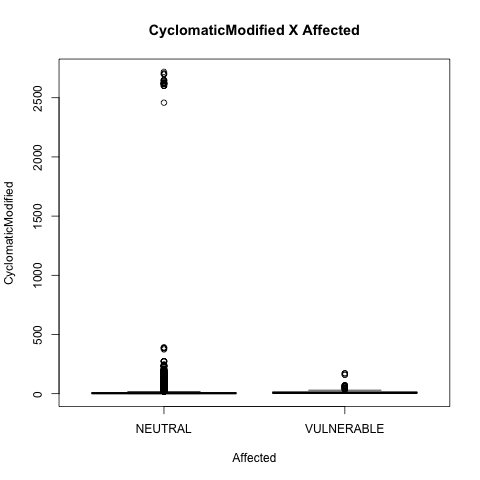 CyclomaticModified X Affected
CyclomaticModified
2500
2000
1500
1000
500
0
NEUTRAL VULNERABLE
Affected